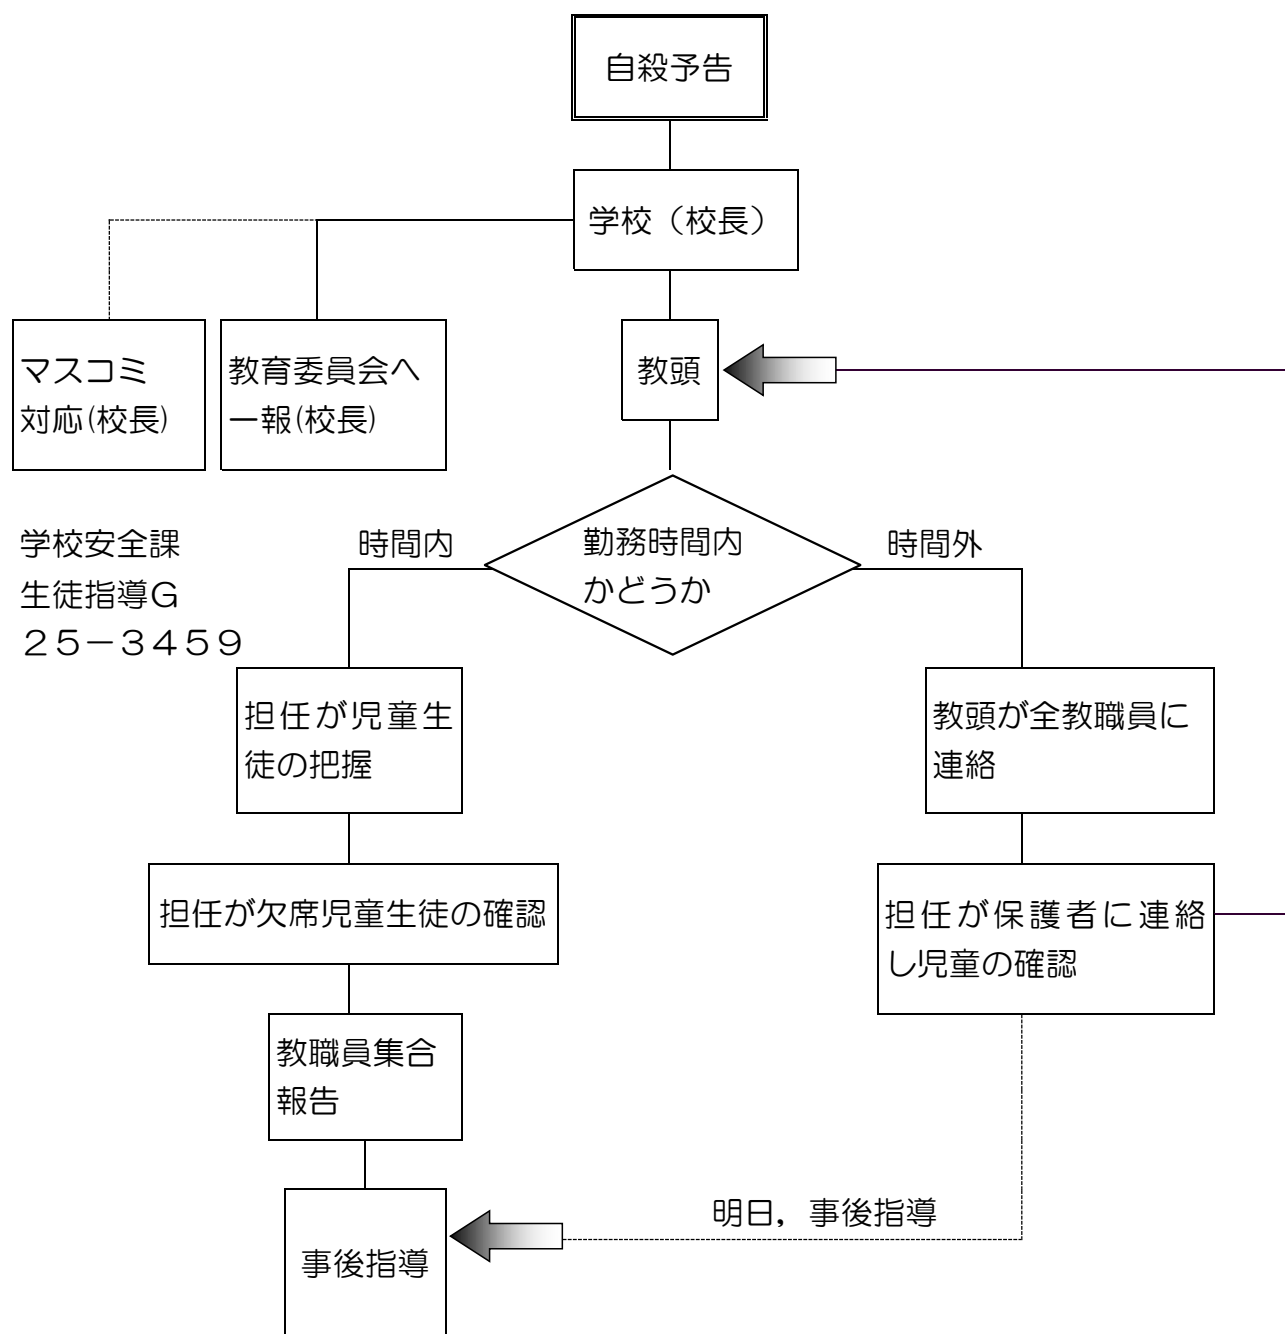 自殺予告
学校（校長）
マスコミ
対応(校長)
教育委員会へ
一報(校長)
教頭
学校安全課
生徒指導G
２５－３４５９
時間内
勤務時間内
かどうか
時間外
担任が児童生
徒の把握
教頭が全教職員に
連絡
担任が欠席児童生徒の確認
担任が保護者に連絡
し児童の確認
教職員集合
報告
明日，事後指導
事後指導